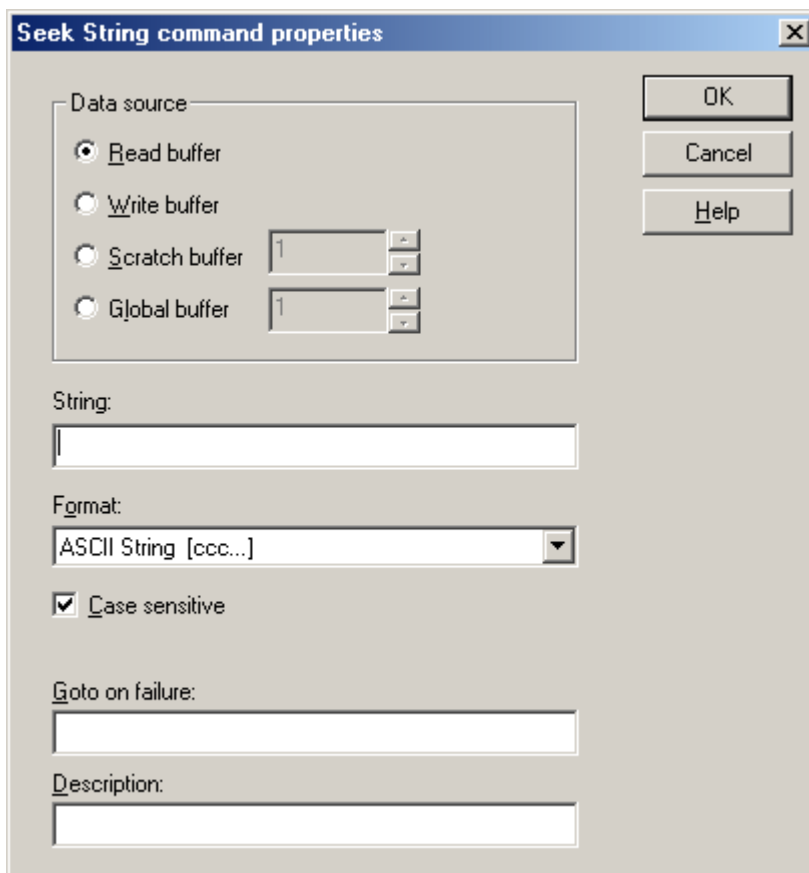 Seek String command properties
Data source
OK
Read buffer
Cancel
Write buffer
Help
Scratch buffer 1
Global buffer 1
String:
Format:
ASCII String [ccc...]
Case sensitive
Goto on failure:
Description: